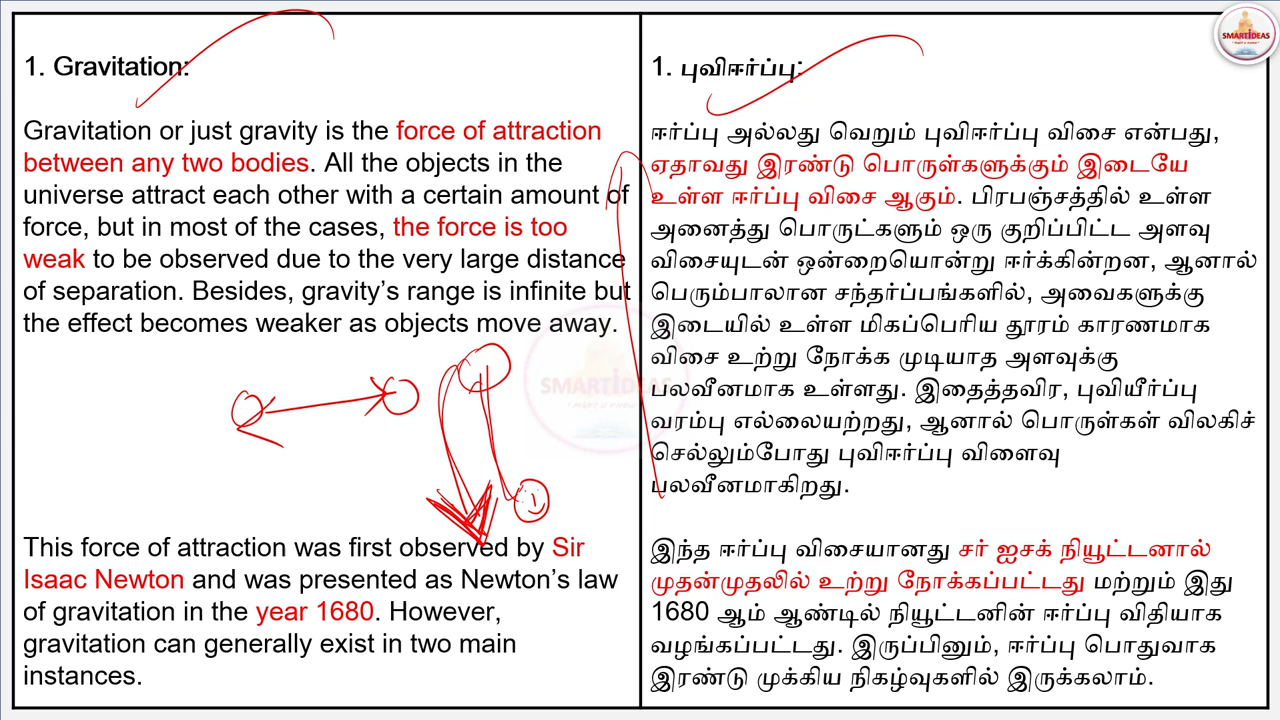 1. Gravitation:
Gravitation or just gravity is the force of attraction
between any two bodies. All the objects in the
universe attract each other with a certain amount of
force, but in most of the cases, the force is too
weak to be observed due to the very large distance
of separation. Besides, gravity's range is infinite but
the effect becomes weaker as objects move away.
This force of attraction was first observed by Sir
Isaac Newton and was presented as Newton's law
of gravitation in the year 1680. However,
gravitation can generally exist in two main
instances.
1. புவிஈர்ப்பு:
ஈர்ப்பு அல்லது வெறும் புவிஈர்ப்பு விசை என்பது,
ஏதாவது இரண்டு பொருள்களுக்கும் இடையே
உள்ள ஈர்ப்பு விசை ஆகும். பிரபஞ்சத்தில் உள்ள
அனைத்து பொருட்களும் ஒரு குறிப்பிட்ட அளவு
விசையுடன் ஒன்றையொன்று ஈர்க்கின்றன, ஆனால்
பெரும்பாலான சந்தர்ப்பங்களில், அவைகளுக்கு
இடையில் உள்ள மிகப்பெரிய தூரம் காரணமாக
விசை உற்று நோக்க முடியாத அளவுக்கு
பலவீனமாக உள்ளது. இதைத்தவிர, புவியீர்ப்பு
வரம்பு எல்லையற்றது, ஆனால் பொருள்கள் விலகிச்
செல்லும்போது புவிஈர்ப்பு விளைவு
பலவீனமாகிறது.
இந்த ஈர்ப்பு விசையானது சர் ஐசக் நியூட்டனால்
முதன்முதலில் உற்று நோக்கப்பட்டது மற்றும் இது
1680 ஆம் ஆண்டில் நியூட்டனின் ஈர்ப்பு விதியாக
வழங்கப்பட்டது. இருப்பினும், ஈர்ப்பு பொதுவாக
இரண்டு முக்கிய நிகழ்வுகளில் இருக்கலாம்.
SMARTIDEAS
SMARTIDEAS